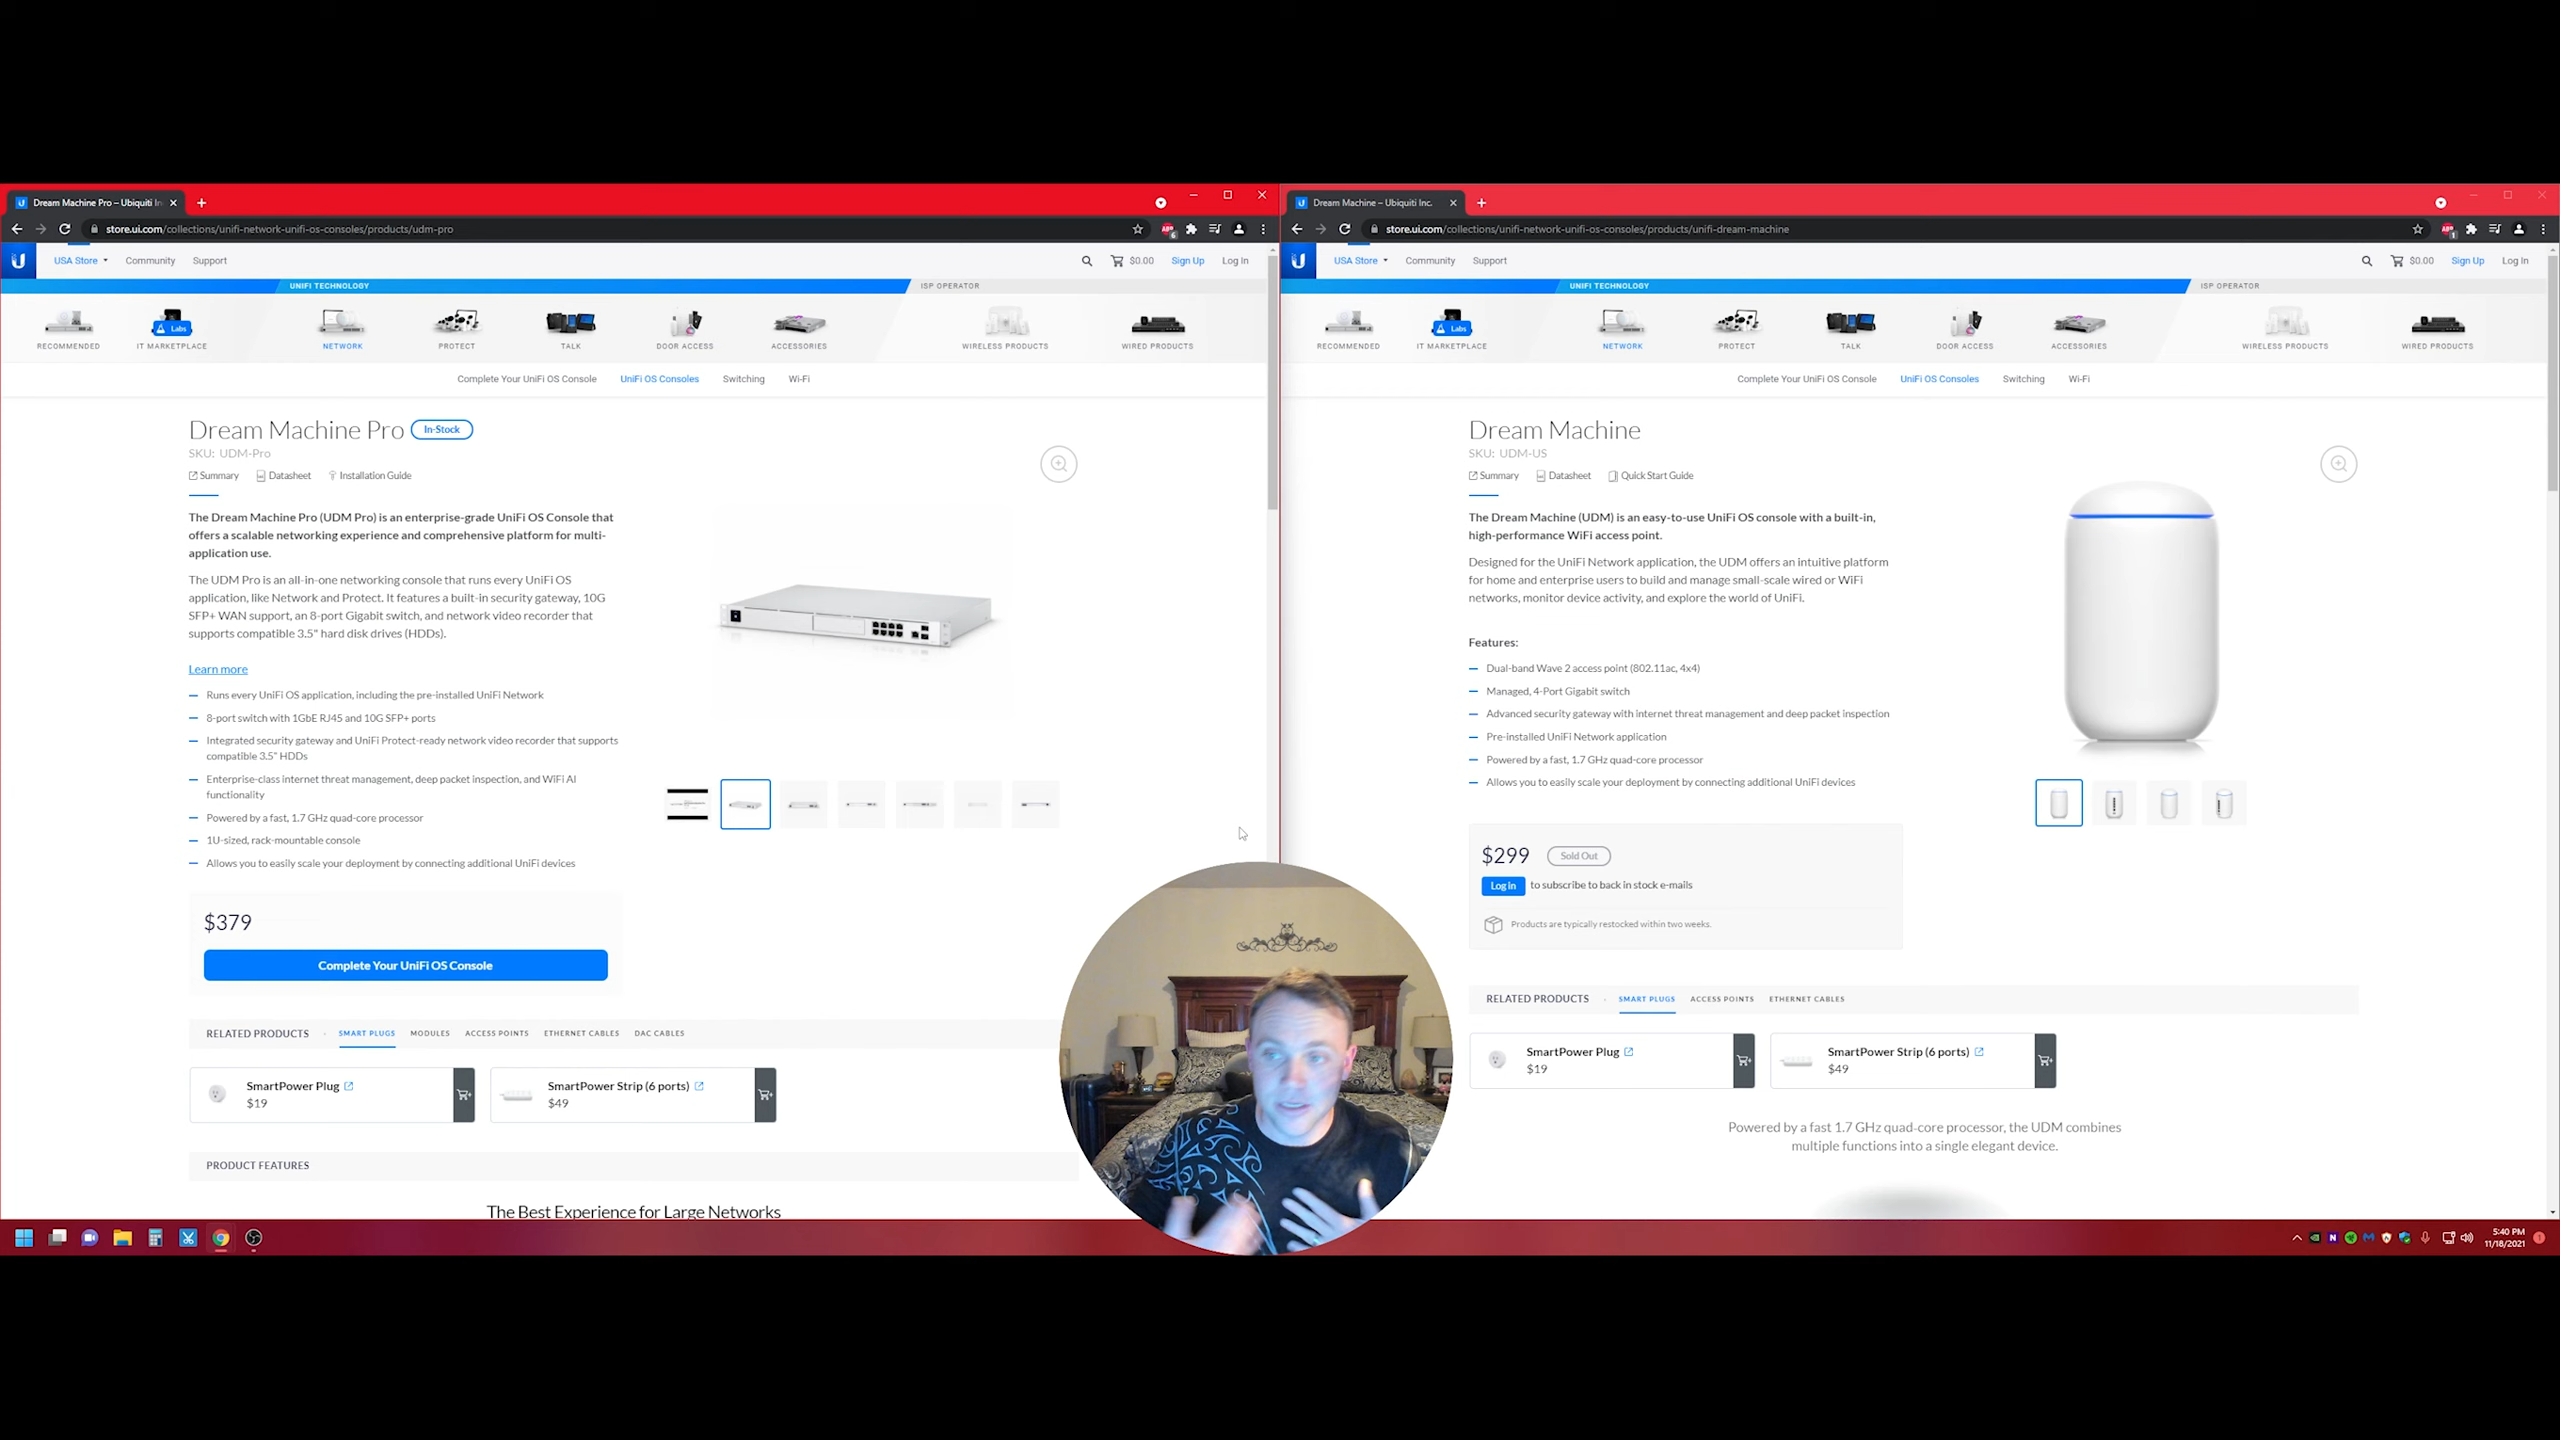 Dream Machine Pro – Ubiquiti In
store.ui.com/collections/unifi-network-unifi-os-consoles/products/udm-pro
USA Store Community Support $0.00 Sign Up Log In
UNIFI TECHNOLOGY ISP OPERATOR
Labs
RECOMMENDED IT MARKETPLACE NETWORK PROTECT TALK DOOR ACCESS ACCESSORIES WIRELESS PRODUCTS WIRED PRODUCTS
Complete Your UniFi OS Console UniFi OS Consoles Switching Wi-Fi
Dream Machine Pro In-Stock
SKU: UDM-Pro
Summary Datasheet Installation Guide
The Dream Machine Pro (UDM Pro) is an enterprise-grade UniFi OS Console that
offers a scalable networking experience and comprehensive platform for multi-
application use.
The UDM Pro is an all-in-one networking console that runs every UniFi OS
application, like Network and Protect. It features a built-in security gateway, 10G
SFP+ WAN support, an 8-port Gigabit switch, and network video recorder that
supports compatible 3.5" hard disk drives (HDDs).
Learn more
Runs every UniFi OS application, including the pre-installed UniFi Network
8-port switch with 1GbE RJ45 and 10G SFP+ ports
Integrated security gateway and UniFi Protect-ready network video recorder that supports
compatible 3.5" HDDs
Enterprise-class internet threat management, deep packet inspection, and WiFi AI
functionality
Powered by a fast, 1.7 GHz quad-core processor
1U-sized, rack-mountable console
Allows you to easily scale your deployment by connecting additional UniFi devices
$379
Complete Your UniFi OS Console
RELATED PRODUCTS SMART PLUGS MODULES ACCESS POINTS ETHERNET CABLES DAC CABLES
SmartPower Plug
$19
SmartPower Strip (6 ports)
$49
PRODUCT FEATURES
The Best Experience for Large Networks
Dream Machine – Ubiquiti Inc.
store.ui.com/collections/unifi-network-unifi-os-consoles/products/unifi-dream-machine
USA Store Community Support $0.00 Sign Up Log In
UNIFI TECHNOLOGY ISP OPERATOR
Labs
RECOMMENDED IT MARKETPLACE NETWORK PROTECT TALK DOOR ACCESS ACCESSORIES WIRELESS PRODUCTS WIRED PRODUCTS
Complete Your UniFi OS Console UniFi OS Consoles Switching Wi-Fi
Dream Machine
SKU: UDM-US
Summary Datasheet Quick Start Guide
The Dream Machine (UDM) is an easy-to-use UniFi OS console with a built-in,
high-performance WiFi access point.
Designed for the UniFi Network application, the UDM offers an intuitive platform
for home and enterprise users to build and manage small-scale wired or WiFi
networks, monitor device activity, and explore the world of UniFi.
Features:
Dual-band Wave 2 access point (802.11ac, 4x4)
Managed, 4-Port Gigabit switch
Advanced security gateway with internet threat management and deep packet inspection
Pre-installed UniFi Network application
Powered by a fast, 1.7 GHz quad-core processor
Allows you to easily scale your deployment by connecting additional UniFi devices
$299 Sold Out
Log in to subscribe to back in stock e-mails
Products are typically restocked within two weeks.
RELATED PRODUCTS SMART PLUGS ACCESS POINTS ETHERNET CABLES
SmartPower Plug
$19
SmartPower Strip (6 ports)
$49
Powered by a fast 1.7 GHz quad-core processor, the UDM combines
multiple functions into a single elegant device.
5:40 PM
11/18/2021